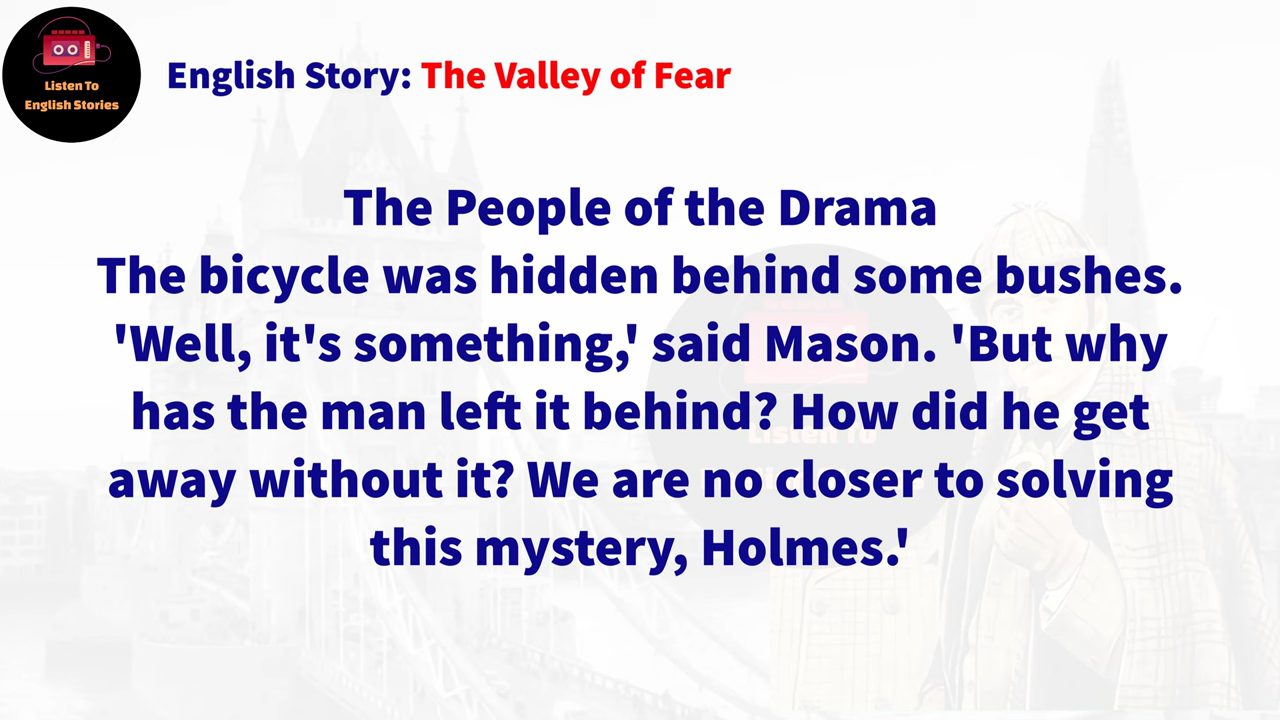 Listen To
English Stories
English Story: The Valley of Fear
The People of the Drama
The bicycle was hidden behind some bushes.
'Well, it's something,' said Mason. 'But why
has the man left it behind? How did he get
away without it? We are no closer to solving
this mystery, Holmes.'
Listen To